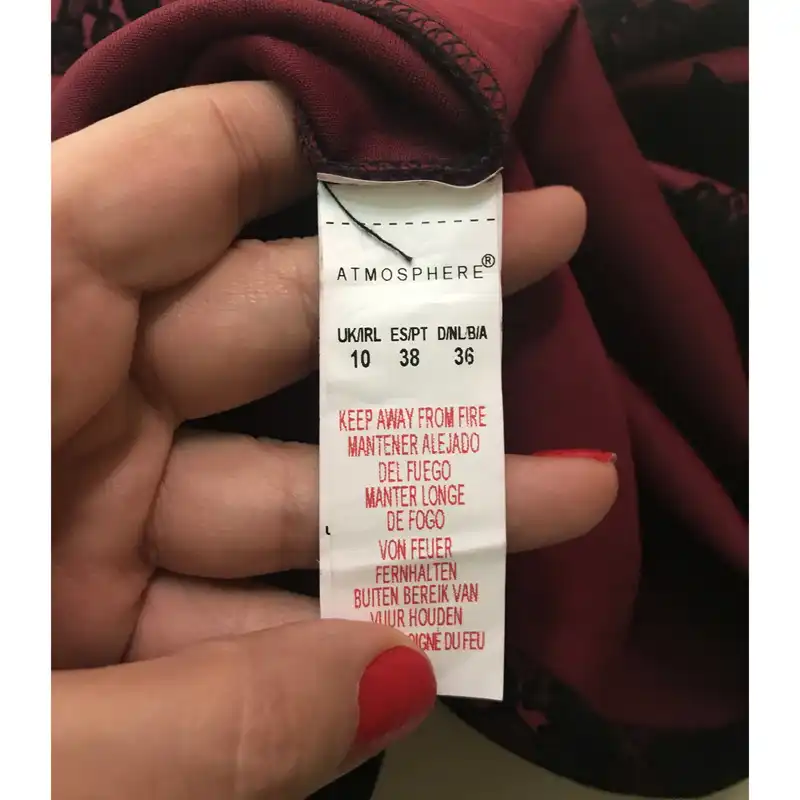 ATMOSPHERE®
UK/IRL ES/PT D/NL/B/A
10 38 36
KEEP AWAY FROM FIRE
MANTENER ALEJADO
DEL FUEGO
MANTER LONGE
DE FOGO
VON FEUER
FERNHALTEN
BUITEN BEREIK VAN
VUUR HOUDEN
DU FEU